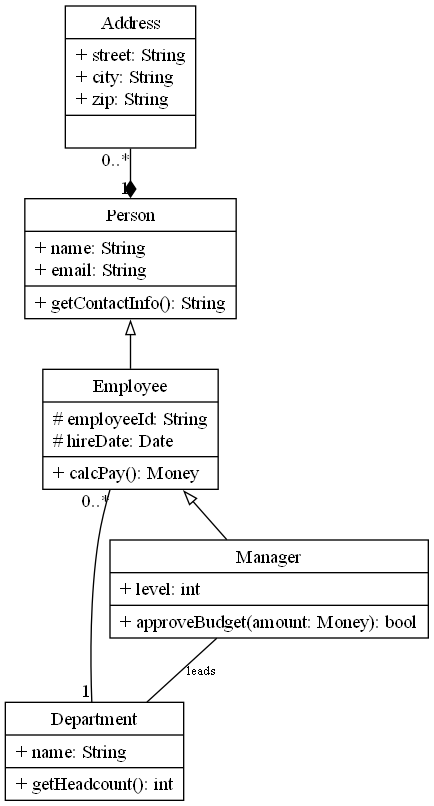 Address
+ street: String
+ city: String
+ zip: String
0..*
1
Person
+ name: String
+ email: String
+ getContactInfo(): String
Employee
# employeeId: String
# hireDate: Date
+ calcPay(): Money
0..*
Manager
+ level: int
+ approveBudget(amount: Money): bool
leads
1
Department
+ name: String
+ getHeadcount(): int